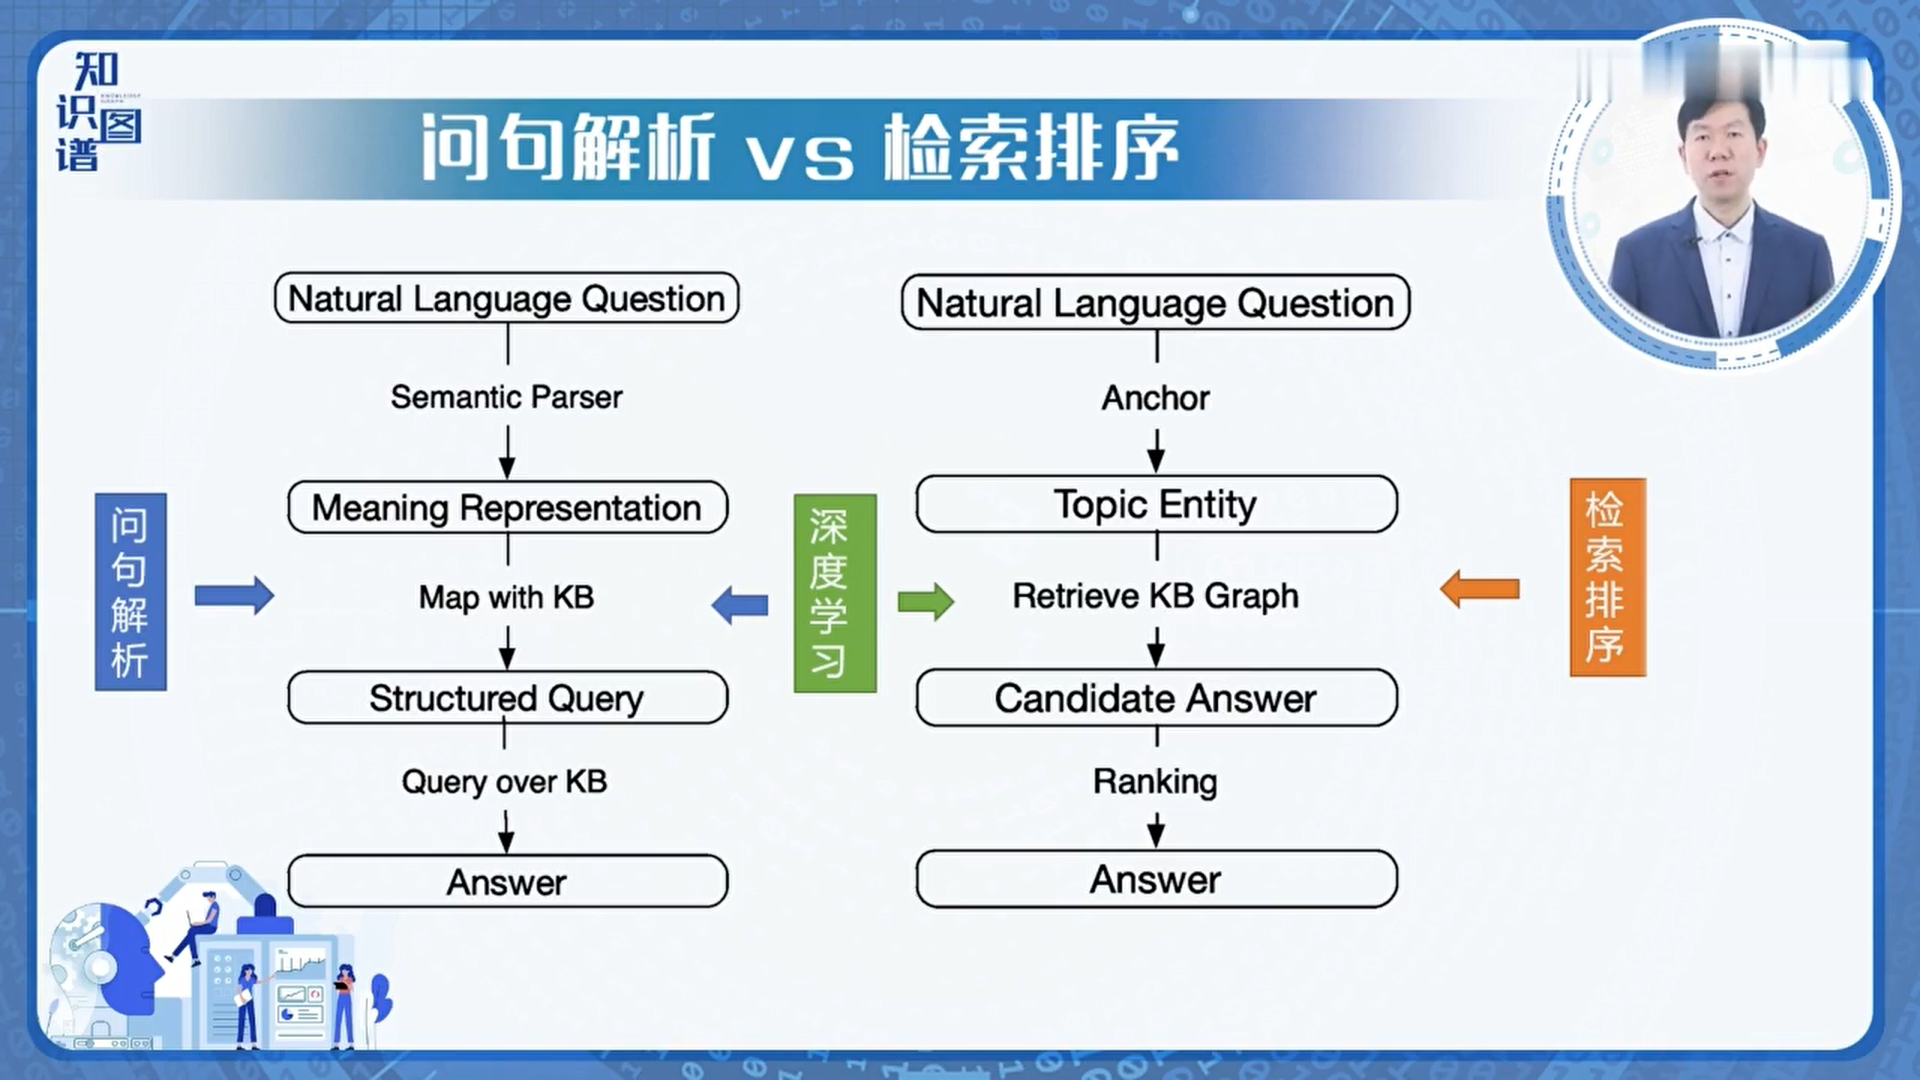 知识图谱
KNOWLEDGE GRAPH
问句解析 vs 检索排序
Natural Language Question
Semantic Parser
Meaning Representation
Map with KB
Structured Query
Query over KB
Answer
问句解析
深度学习
Natural Language Question
Anchor
Topic Entity
Retrieve KB Graph
Candidate Answer
Ranking
Answer
检索排序